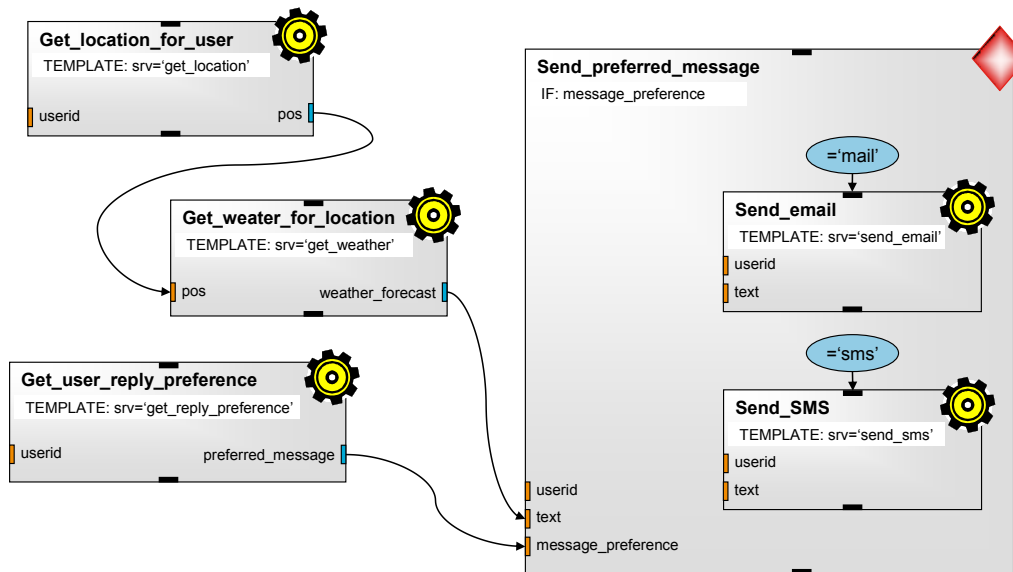 Get_location_for_user
TEMPLATE: srv=‘get_location’
userid
pos
Get_weater_for_location
TEMPLATE: srv=‘get_weather’
pos
weather_forecast
Get_user_reply_preference
TEMPLATE: srv=‘get_reply_preference’
userid
preferred_message
Send_preferred_message
IF: message_preference
=‘mail’
Send_email
TEMPLATE: srv=‘send_email’
userid
text
=‘sms’
Send_SMS
TEMPLATE: srv=‘send_sms’
userid
text
userid
text
message_preference